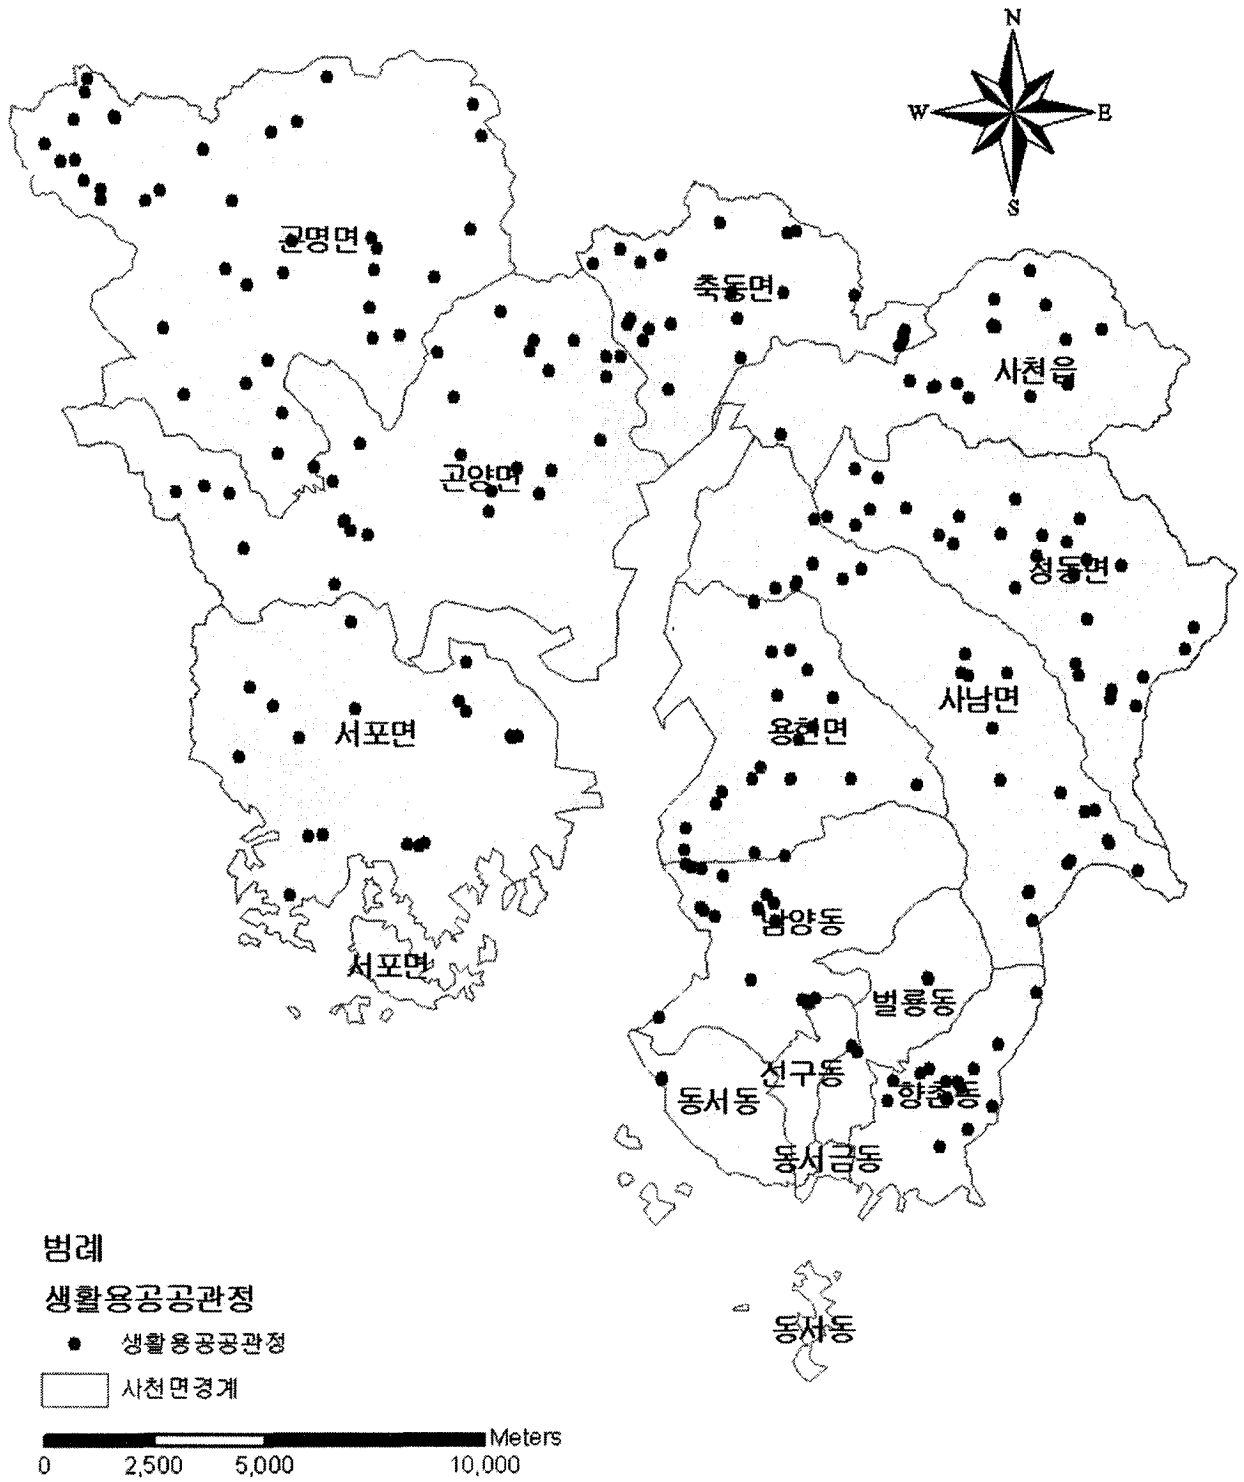 N
W E
S
곤명면
축동면
사천읍
곤양면
정동면
사남면
서포면
용현면
남양동
서포면
벌룡동
선구동
동서동
향촌동
동서금동
동서동
범례
생활용공공관정
생활용공공관정
사천면경계
Meters
0 2,500 5,000 10,000